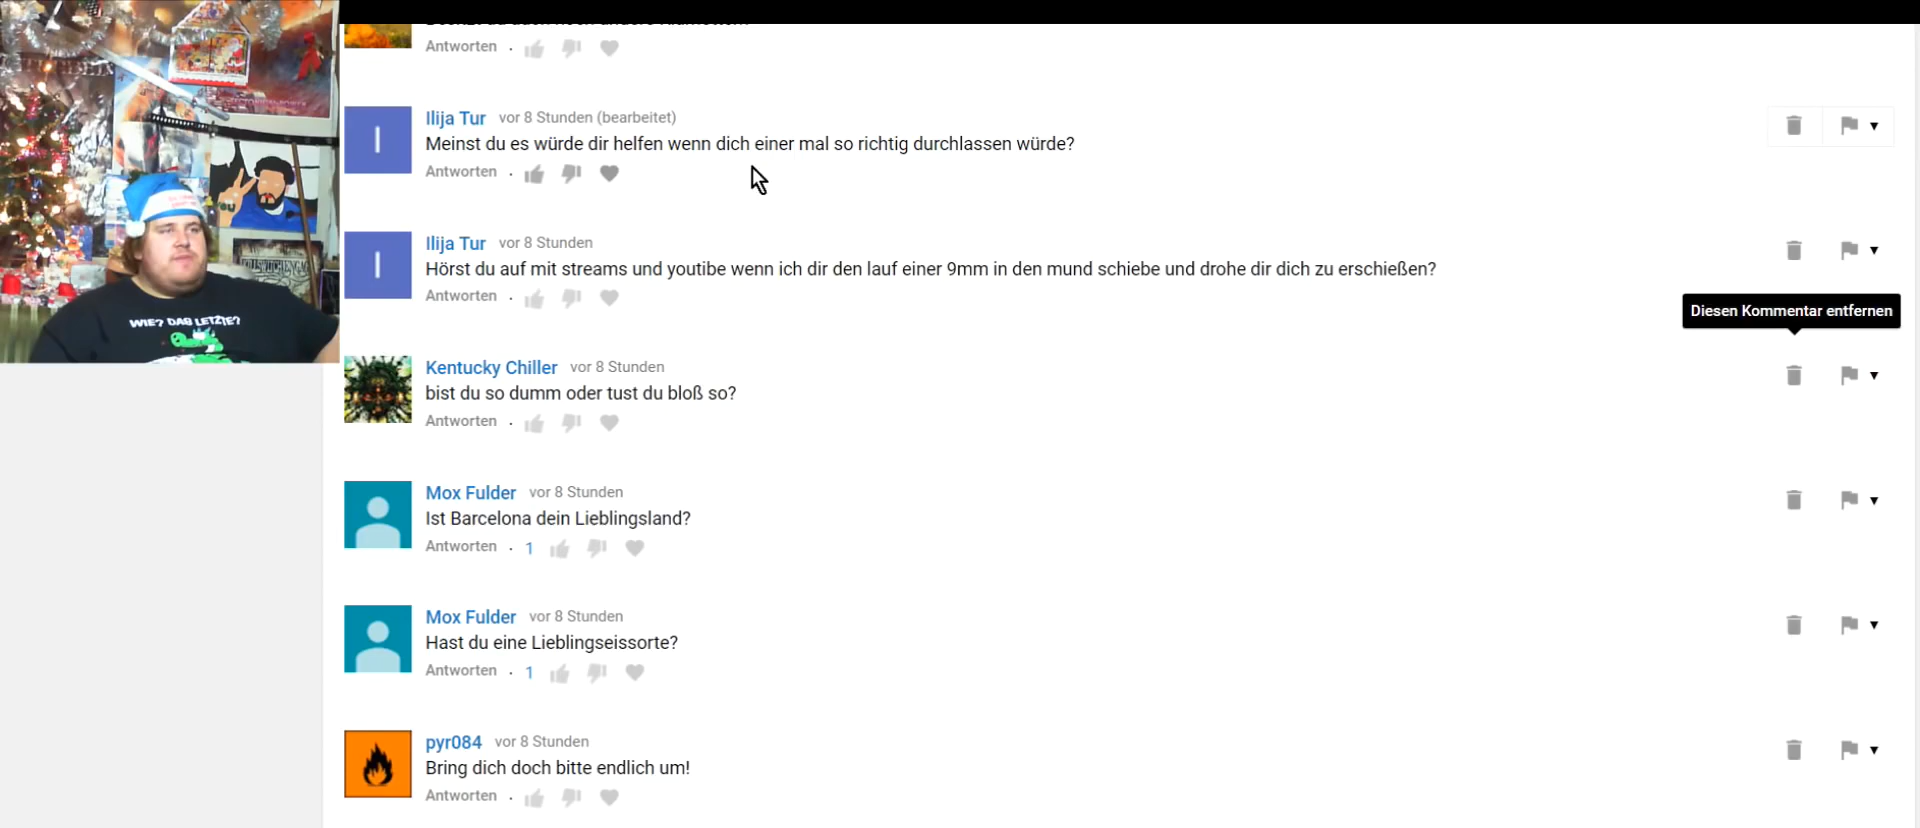 Antworten ·
Ilija Tur vor 8 Stunden (bearbeitet)
Meinst du es würde dir helfen wenn dich einer mal so richtig durchlassen würde?
Antworten ·
Ilija Tur vor 8 Stunden
Hörst du auf mit streams und youtibe wenn ich dir den lauf einer 9mm in den mund schiebe und drohe dir dich zu erschießen?
Antworten ·
Diesen Kommentar entfernen
Kentucky Chiller vor 8 Stunden
bist du so dumm oder tust du bloß so?
Antworten ·
Mox Fulder vor 8 Stunden
Ist Barcelona dein Lieblingsland?
Antworten · 1
Mox Fulder vor 8 Stunden
Hast du eine Lieblingseissorte?
Antworten · 1
pyr084 vor 8 Stunden
Bring dich doch bitte endlich um!
Antworten ·
I
I
WIE? DAS LETZTE?